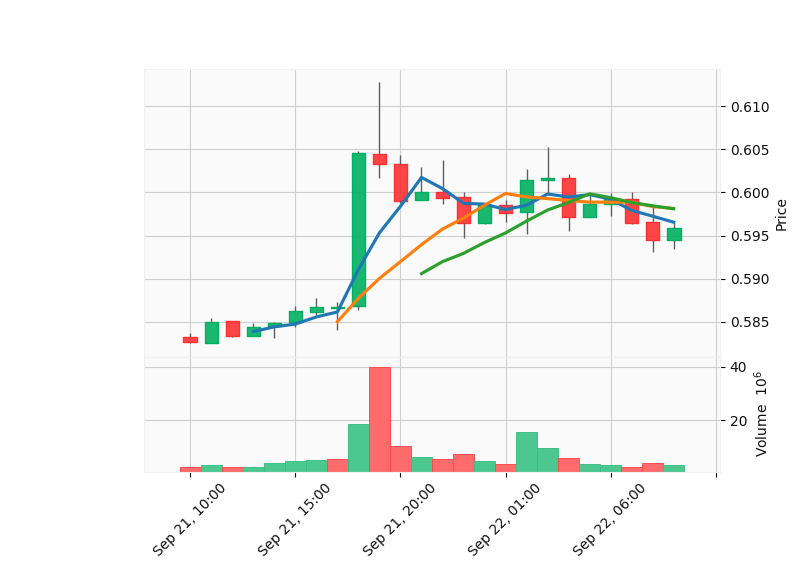 0.610
0.605
0.600
0.595
0.590
0.585
Price
40
20
Volume 10^6
Sep 21, 10:00
Sep 21, 15:00
Sep 21, 20:00
Sep 22, 01:00
Sep 22, 06:00